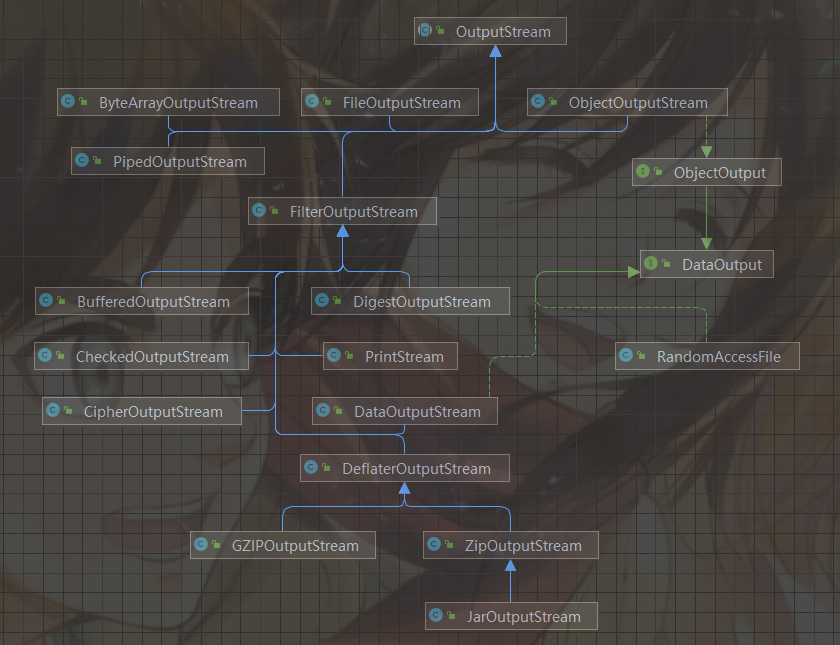 OutputStream
ByteArrayOutputStream
FileOutputStream
ObjectOutputStream
PipedOutputStream
ObjectOutput
FilterOutputStream
DataOutput
BufferedOutputStream
DigestOutputStream
CheckedOutputStream
PrintStream
RandomAccessFile
CipherOutputStream
DataOutputStream
DeflaterOutputStream
GZIPOutputStream
ZipOutputStream
JarOutputStream